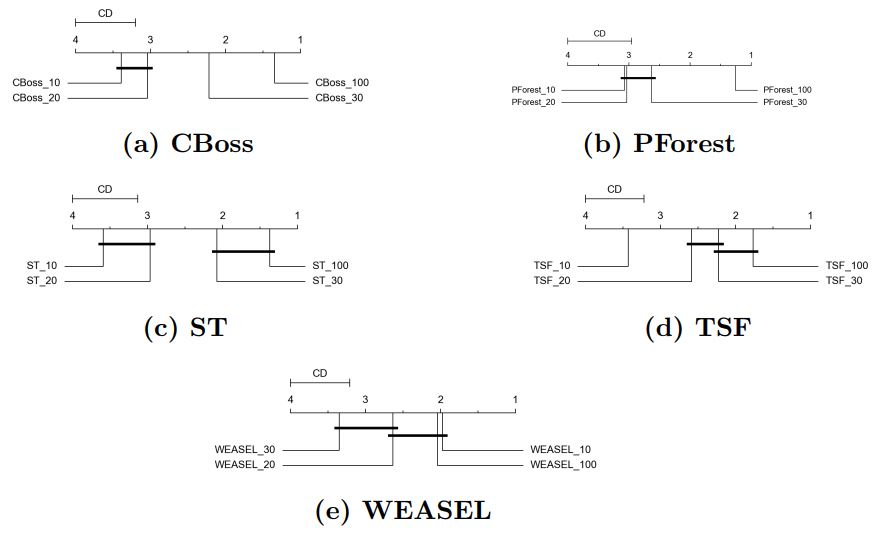 CD
4 3 2 1
CBoss_10 CBoss_100
CBoss_20 CBoss_30
(a) CBoss
CD
4 3 2 1
PForest_10 PForest_100
PForest_20 PForest_30
(b) PForest
CD
4 3 2 1
ST_10 ST_100
ST_20 ST_30
(c) ST
CD
4 3 2 1
TSF_10 TSF_100
TSF_20 TSF_30
(d) TSF
CD
4 3 2 1
WEASEL_30 WEASEL_10
WEASEL_20 WEASEL_100
(e) WEASEL